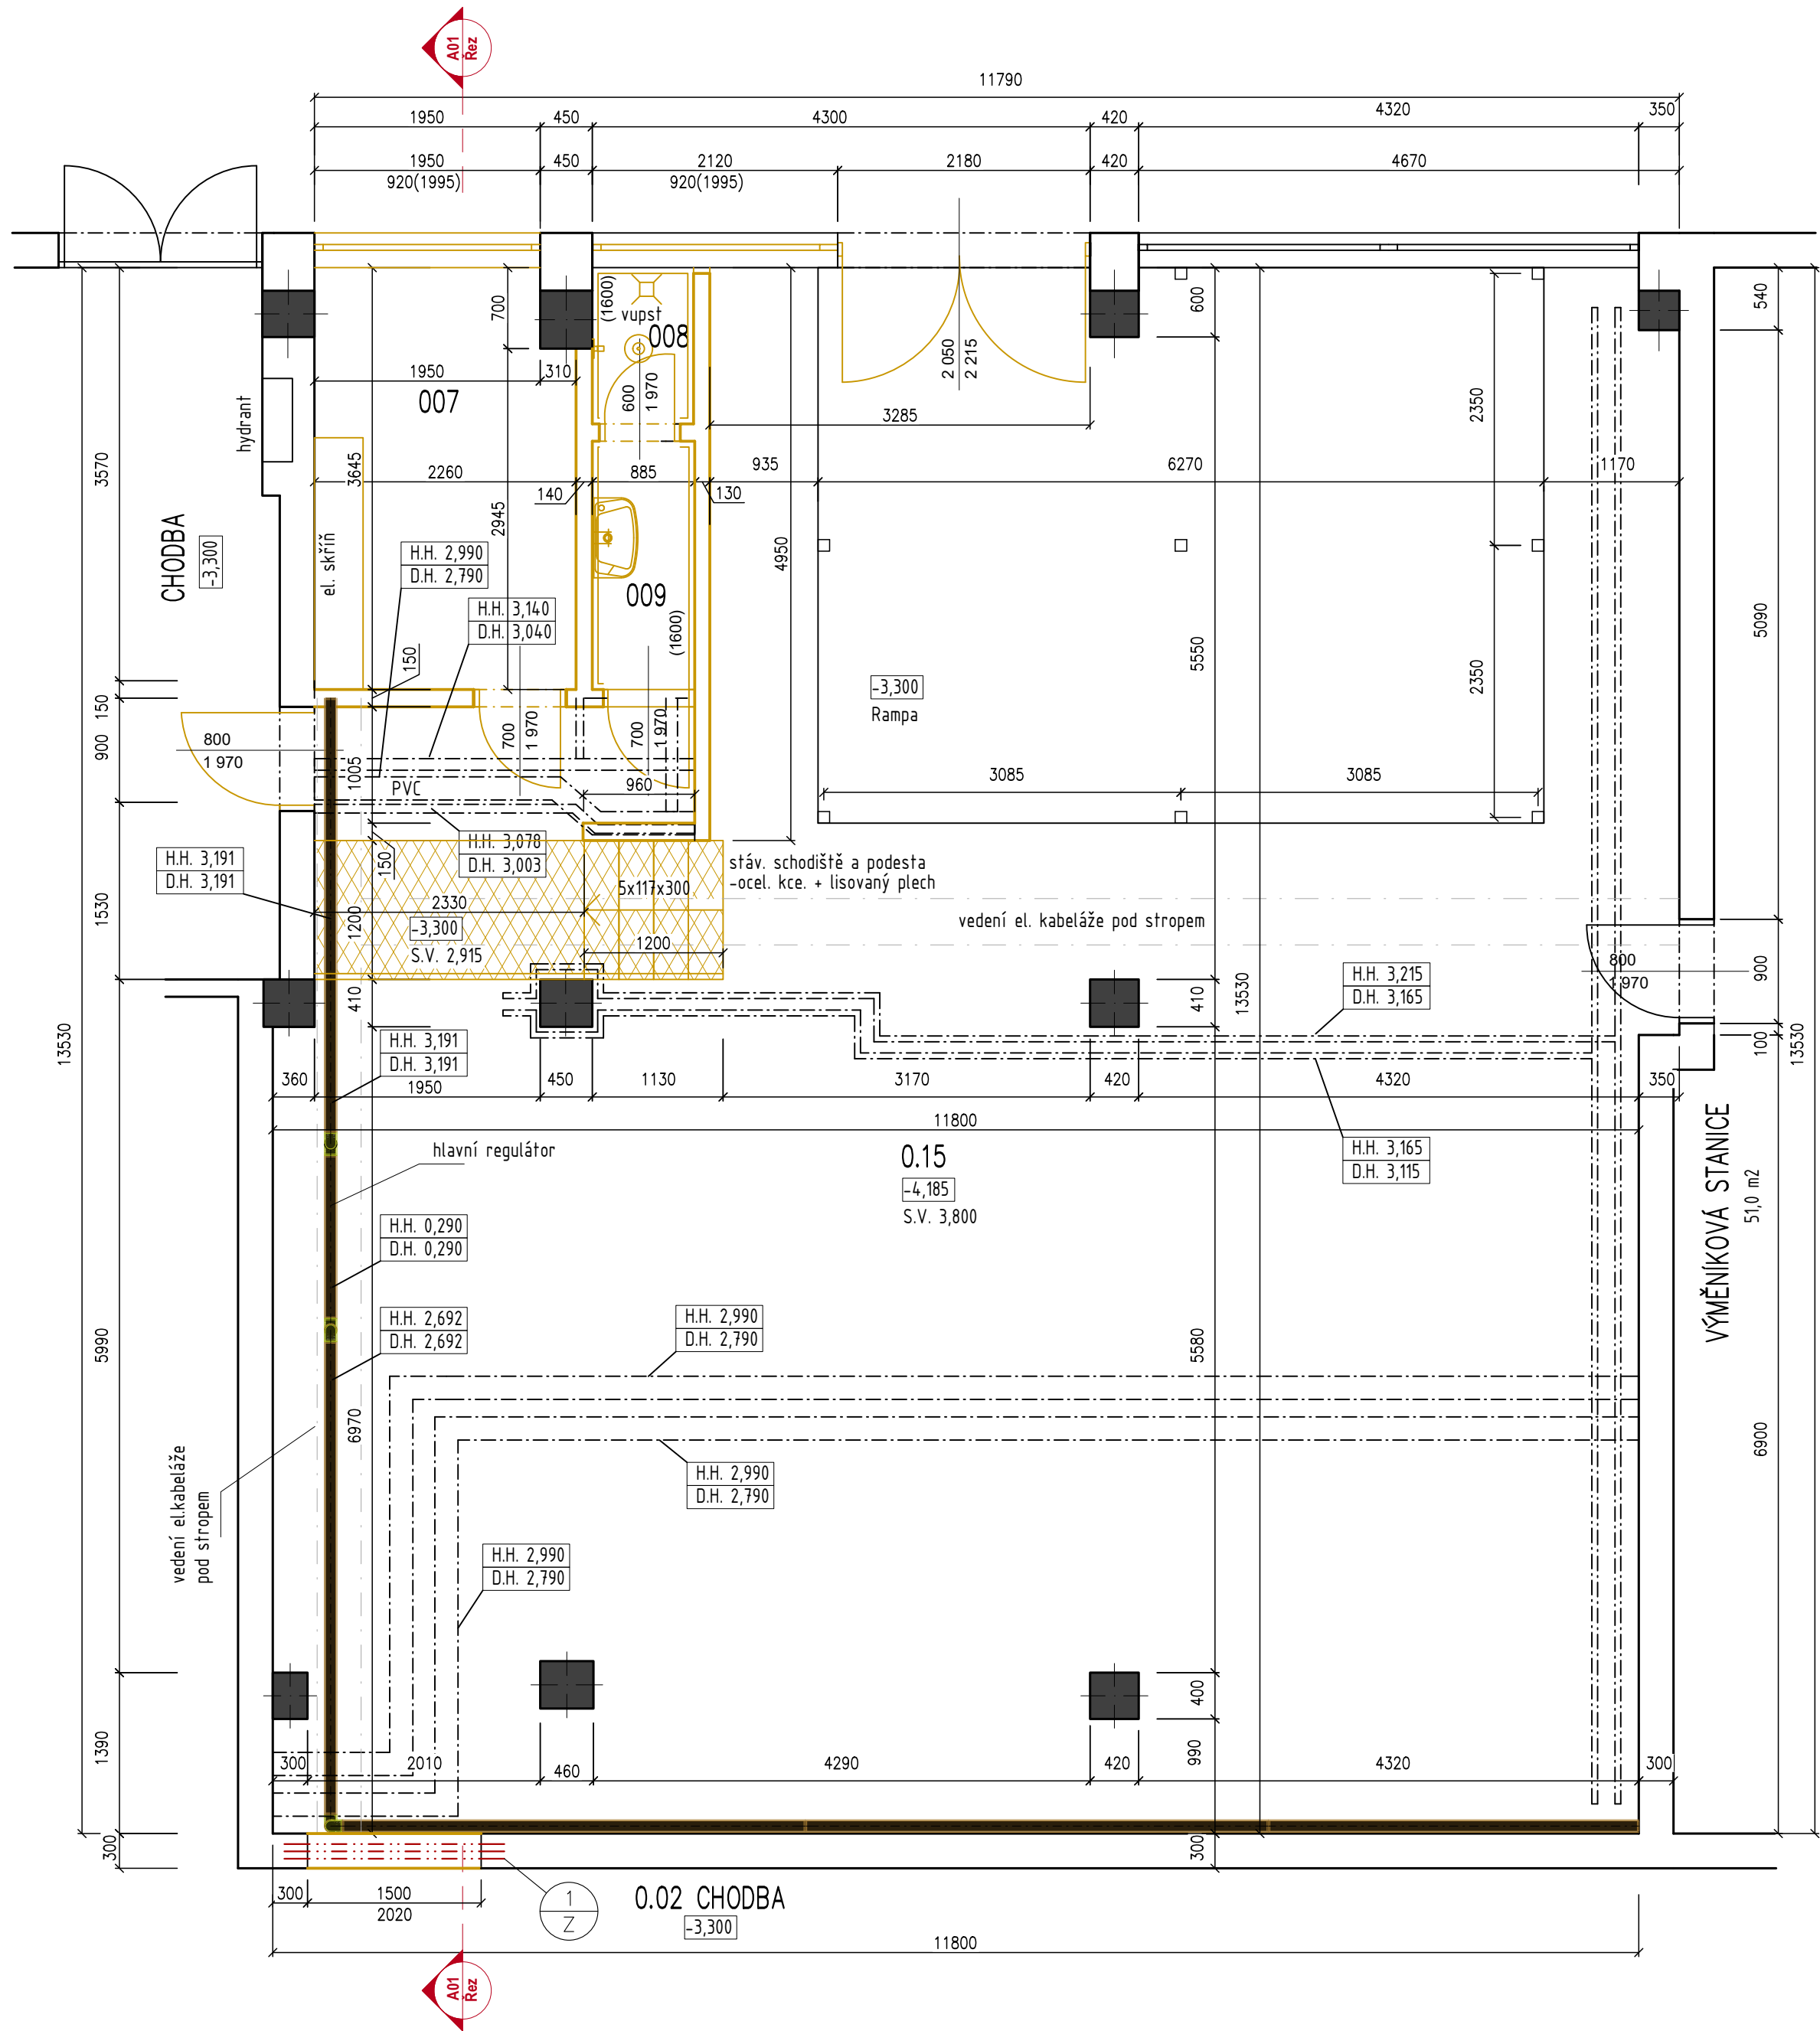 A01
Řez
11790
1950
450
4300
420
4320
350
1950
450
2120
2180
420
4670
920(1995)
920(1995)
700
(1600)
vupst
008
600
1 970
2 050
2 215
600
540
1950
310
007
hydrant
3285
2350
3570
3645
2260
885
935
6270
1170
140
130
2945
4950
CHODBA
-3,300
el. skříň
H.H. 2,990
D.H. 2,790
009
H.H. 3,140
D.H. 3,040
(1600)
150
5550
5090
2350
-3,300
Rampa
150
900
800
1 970
700
1 970
700
1 970
1005
PVC
960
3085
3085
H.H. 3,078
D.H. 3,003
150
H.H. 3,191
D.H. 3,191
stáv. schodiště a podesta
-ocel. kce. + lisovaný plech
5x117x300
2330
1530
1200
-3,300
S.V. 2,915
1200
vedení el. kabeláže pod stropem
800
1 970
900
H.H. 3,215
D.H. 3,165
410
410
13530
13530
13530
100
H.H. 3,191
D.H. 3,191
360
1950
450
1130
3170
420
4320
350
11800
hlavní regulátor
0.15
-4,185
S.V. 3,800
H.H. 3,165
D.H. 3,115
VÝMĚNÍKOVÁ STANICE
51,0 m2
H.H. 0,290
D.H. 0,290
H.H. 2,692
D.H. 2,692
H.H. 2,990
D.H. 2,790
5990
5580
6970
6900
H.H. 2,990
D.H. 2,790
vedení el.kabeláže
pod stropem
H.H. 2,990
D.H. 2,790
400
1390
300
2010
460
4290
420
990
4320
300
300
300
300
1500
2020
1
Z
0.02 CHODBA
-3,300
11800
A01
Řez